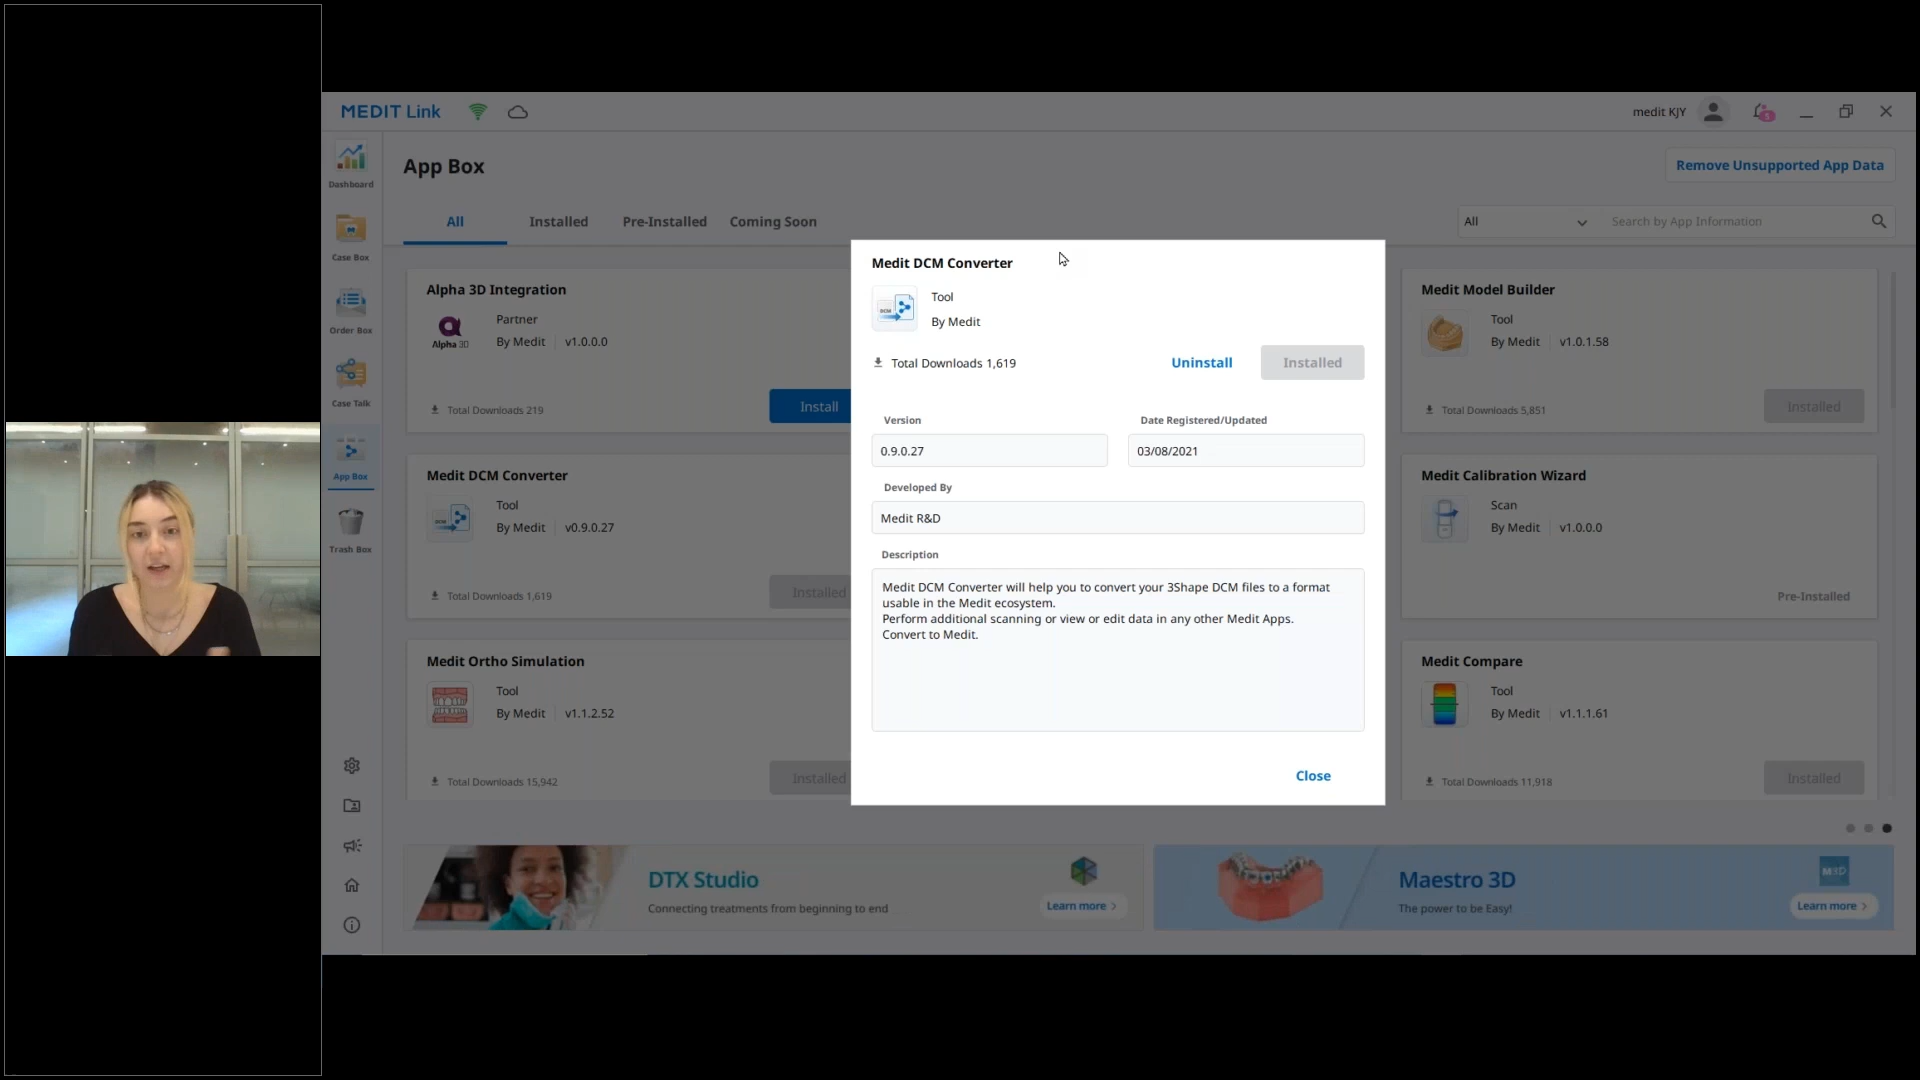 MEDIT Link
medit KJY
Dashboard
Case Box
Order Box
Case Talk
App Box
Trash Box
App Box
Remove Unsupported App Data
All
Installed
Pre-Installed
Coming Soon
All
Search by App Information
Alpha 3D Integration
Alpha 3D
Partner
By Medit
v1.0.0.0
Total Downloads 219
Install
Medit DCM Converter
DCM
Tool
By Medit
v0.9.0.27
Total Downloads 1,619
Installed
Medit Ortho Simulation
Tool
By Medit
v1.1.2.52
Total Downloads 15,942
Installed
Medit DCM Converter
DCM
Tool
By Medit
Total Downloads 1,619
Uninstall
Installed
Version
Date Registered/Updated
0.9.0.27
03/08/2021
Developed By
Medit R&D
Description
Medit DCM Converter will help you to convert your 3Shape DCM files to a format
usable in the Medit ecosystem.
Perform additional scanning or view or edit data in any other Medit Apps.
Convert to Medit.
Close
Medit Model Builder
Tool
By Medit
v1.0.1.58
Total Downloads 5,851
Installed
Medit Calibration Wizard
Scan
By Medit
v1.0.0.0
Pre-Installed
Medit Compare
Tool
By Medit
v1.1.1.61
Total Downloads 11,918
Installed
DTX Studio
Connecting treatments from beginning to end
Learn more >
Maestro 3D
The power to be Easy!
M3D
Learn more >